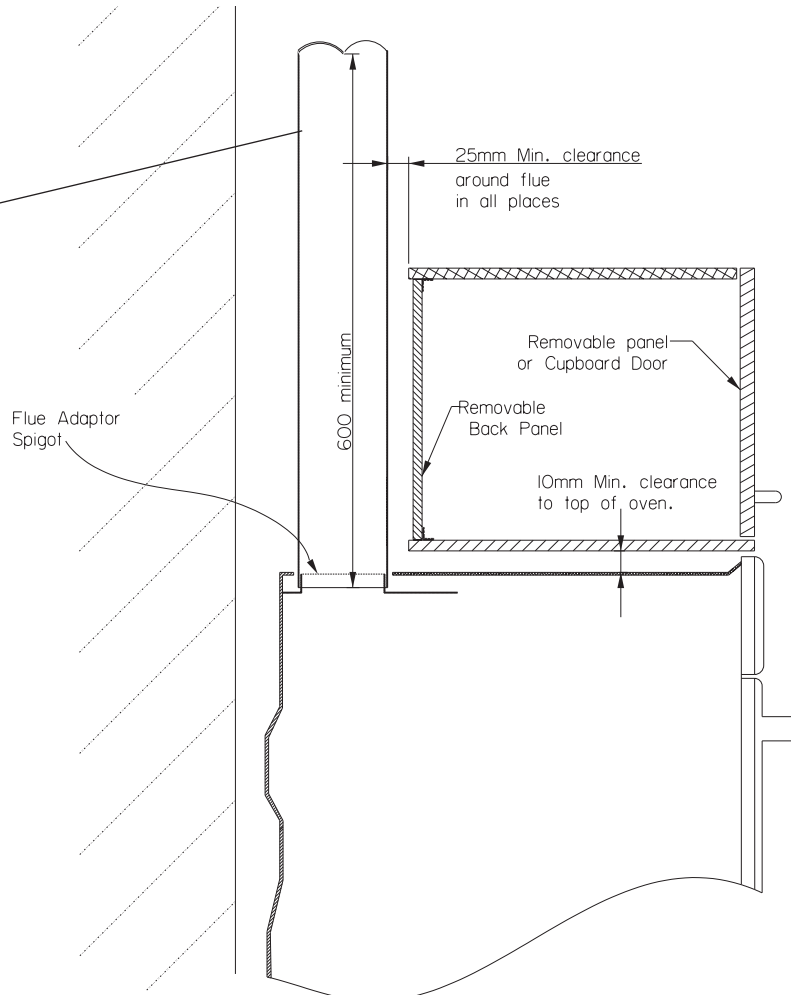 25mm Min. clearance
around flue
in all places
Removable panel
or Cupboard Door
600 minimum
Removable
Back Panel
Flue Adaptor
Spigot
10mm Min. clearance
to top of oven.